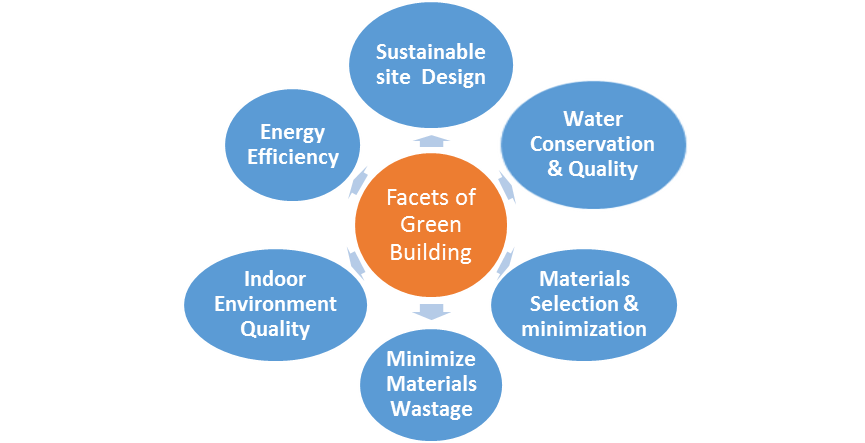 Sustainable
site  Design
Energy
Efficiency
Water
Conservation
& Quality
Facets of
Green
Building
Indoor
Environment
Quality
Materials
Selection &
minimization
Minimize
Materials
Wastage